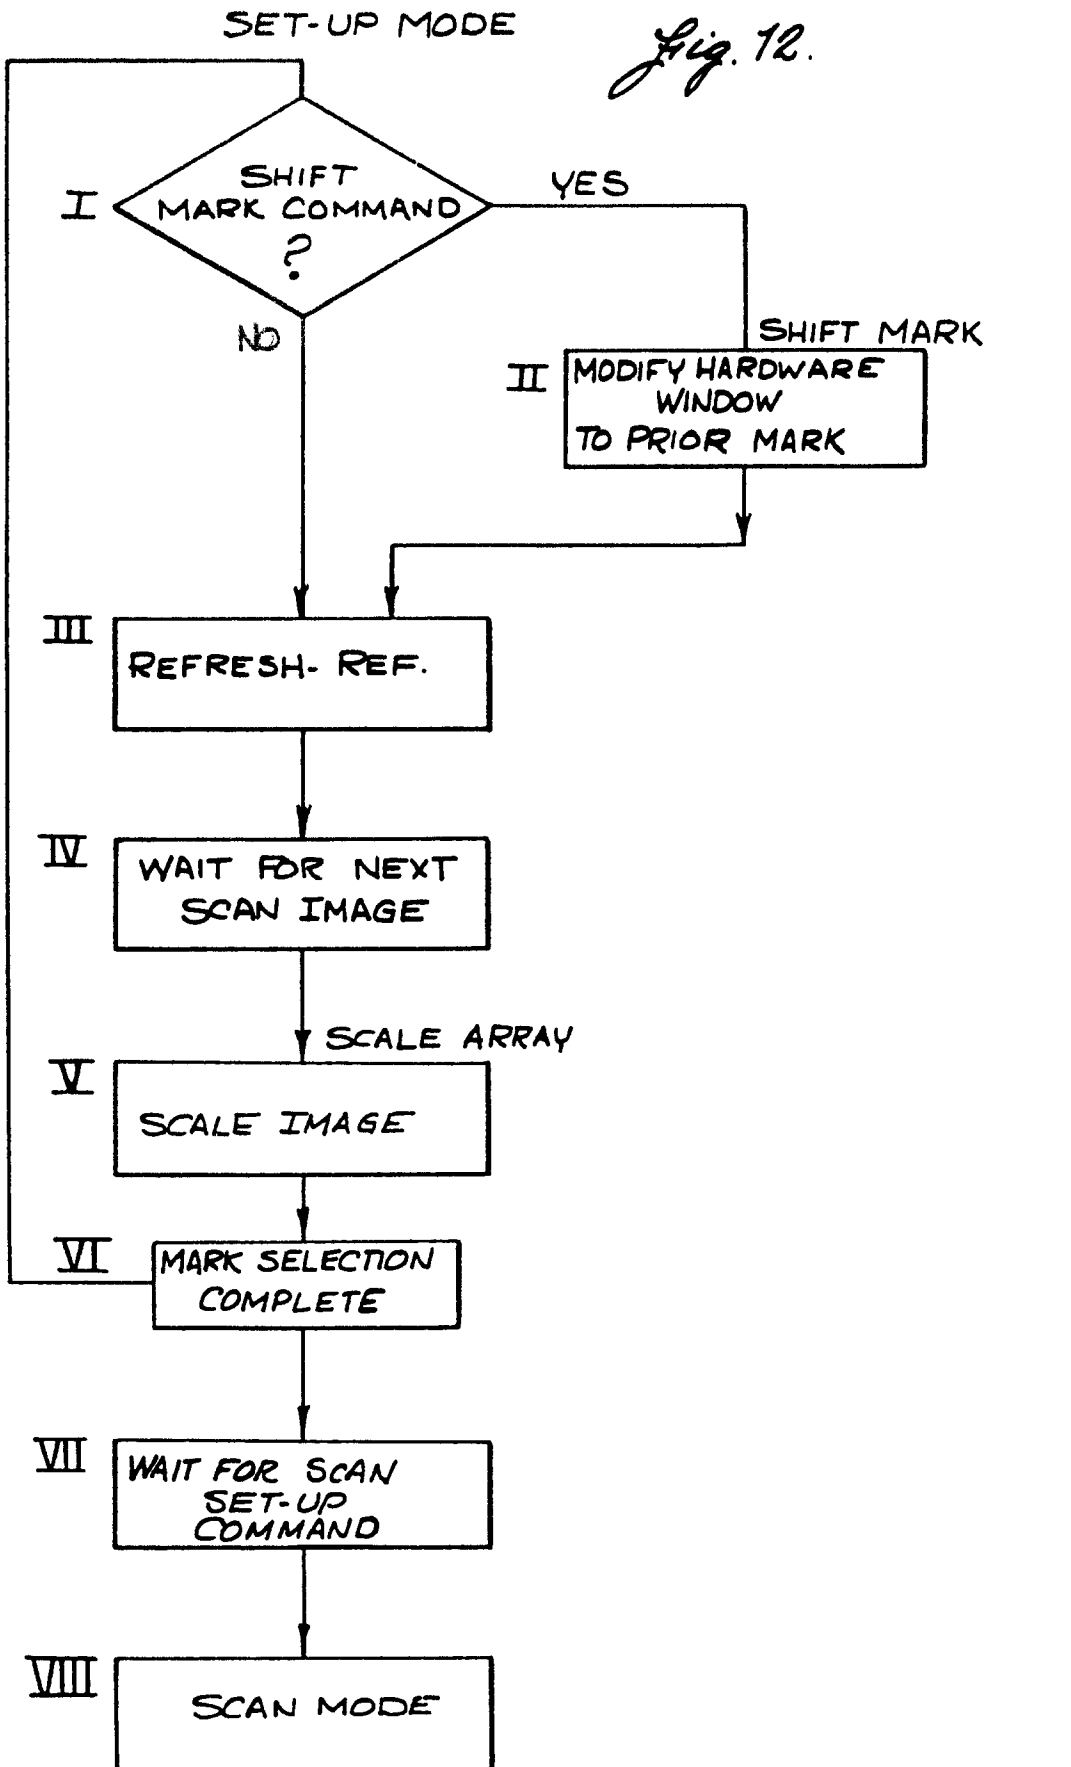 SET-UP MODE
Fig. 12.
I
SHIFT
MARK COMMAND
?
YES
NO
SHIFT MARK
II
MODIFY HARDWARE
WINDOW
TO PRIOR MARK
III
REFRESH- REF.
IV
WAIT FOR NEXT
SCAN IMAGE
SCALE ARRAY
V
SCALE IMAGE
VI
MARK SELECTION
COMPLETE
VII
WAIT FOR SCAN
SET-UP
COMMAND
VIII
SCAN MODE